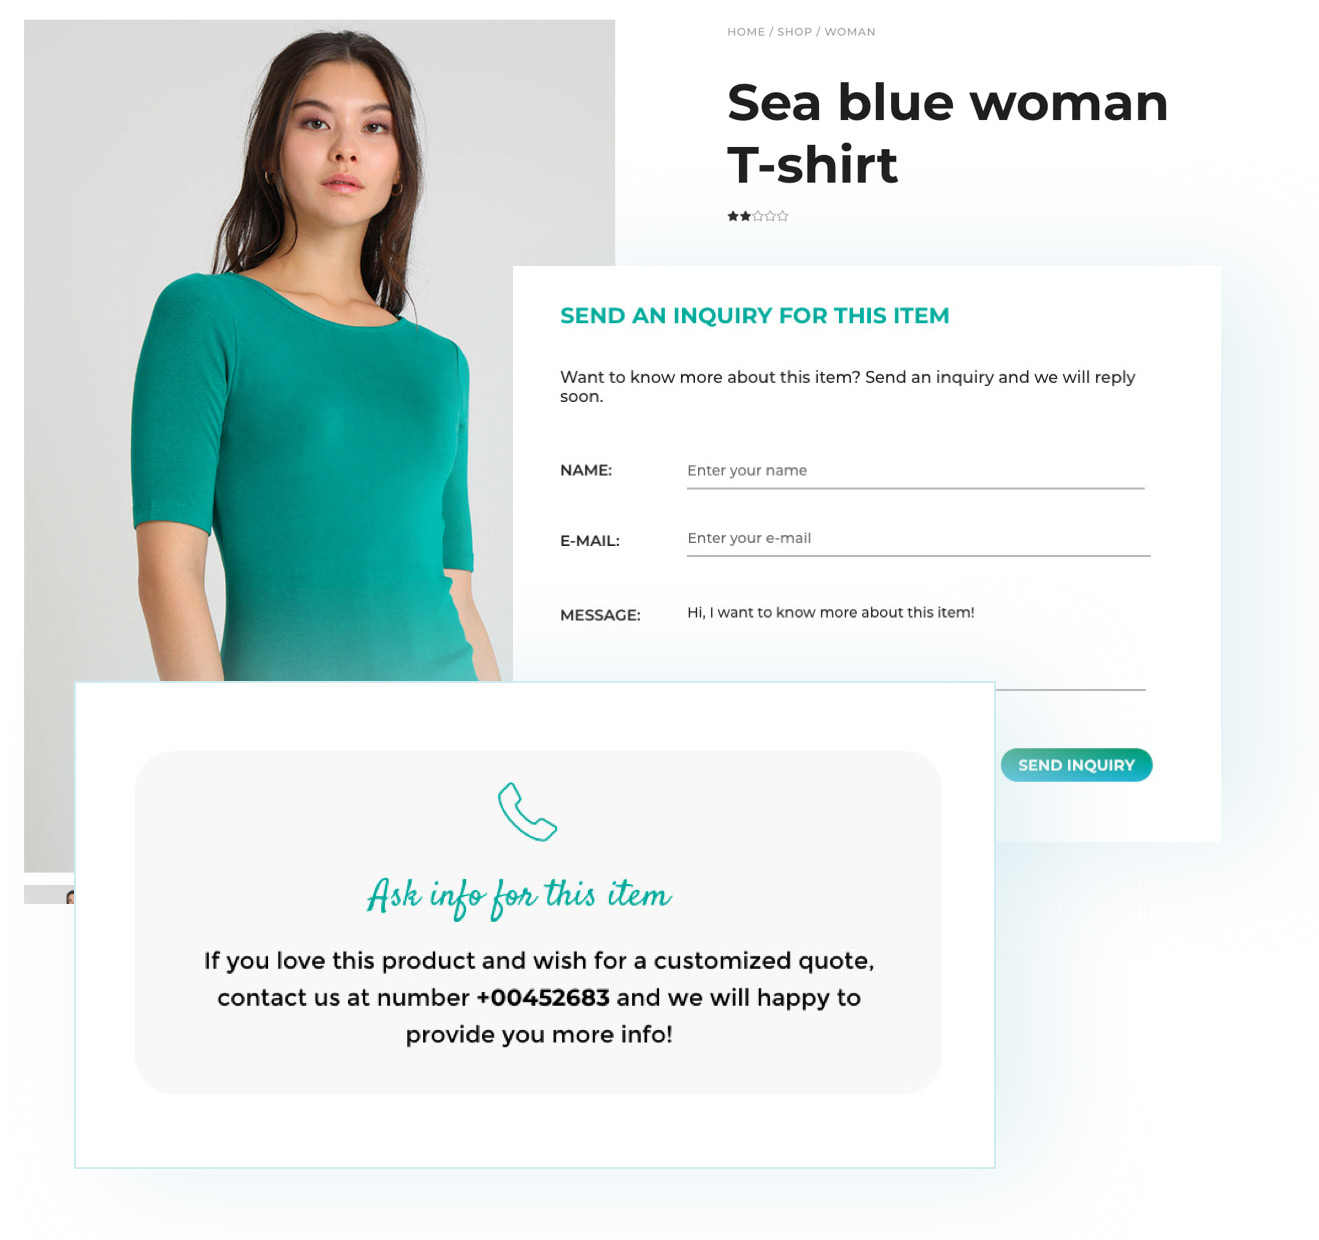 HOME / SHOP / WOMAN
Sea blue woman
T-shirt
SEND AN INQUIRY FOR THIS ITEM
Want to know more about this item? Send an inquiry and we will reply
soon.
NAME: Enter your name
E-MAIL: Enter your e-mail
MESSAGE: Hi, I want to know more about this item!
SEND INQUIRY
Ask info for this item
If you love this product and wish for a customized quote,
contact us at number +00452683 and we will happy to
provide you more info!